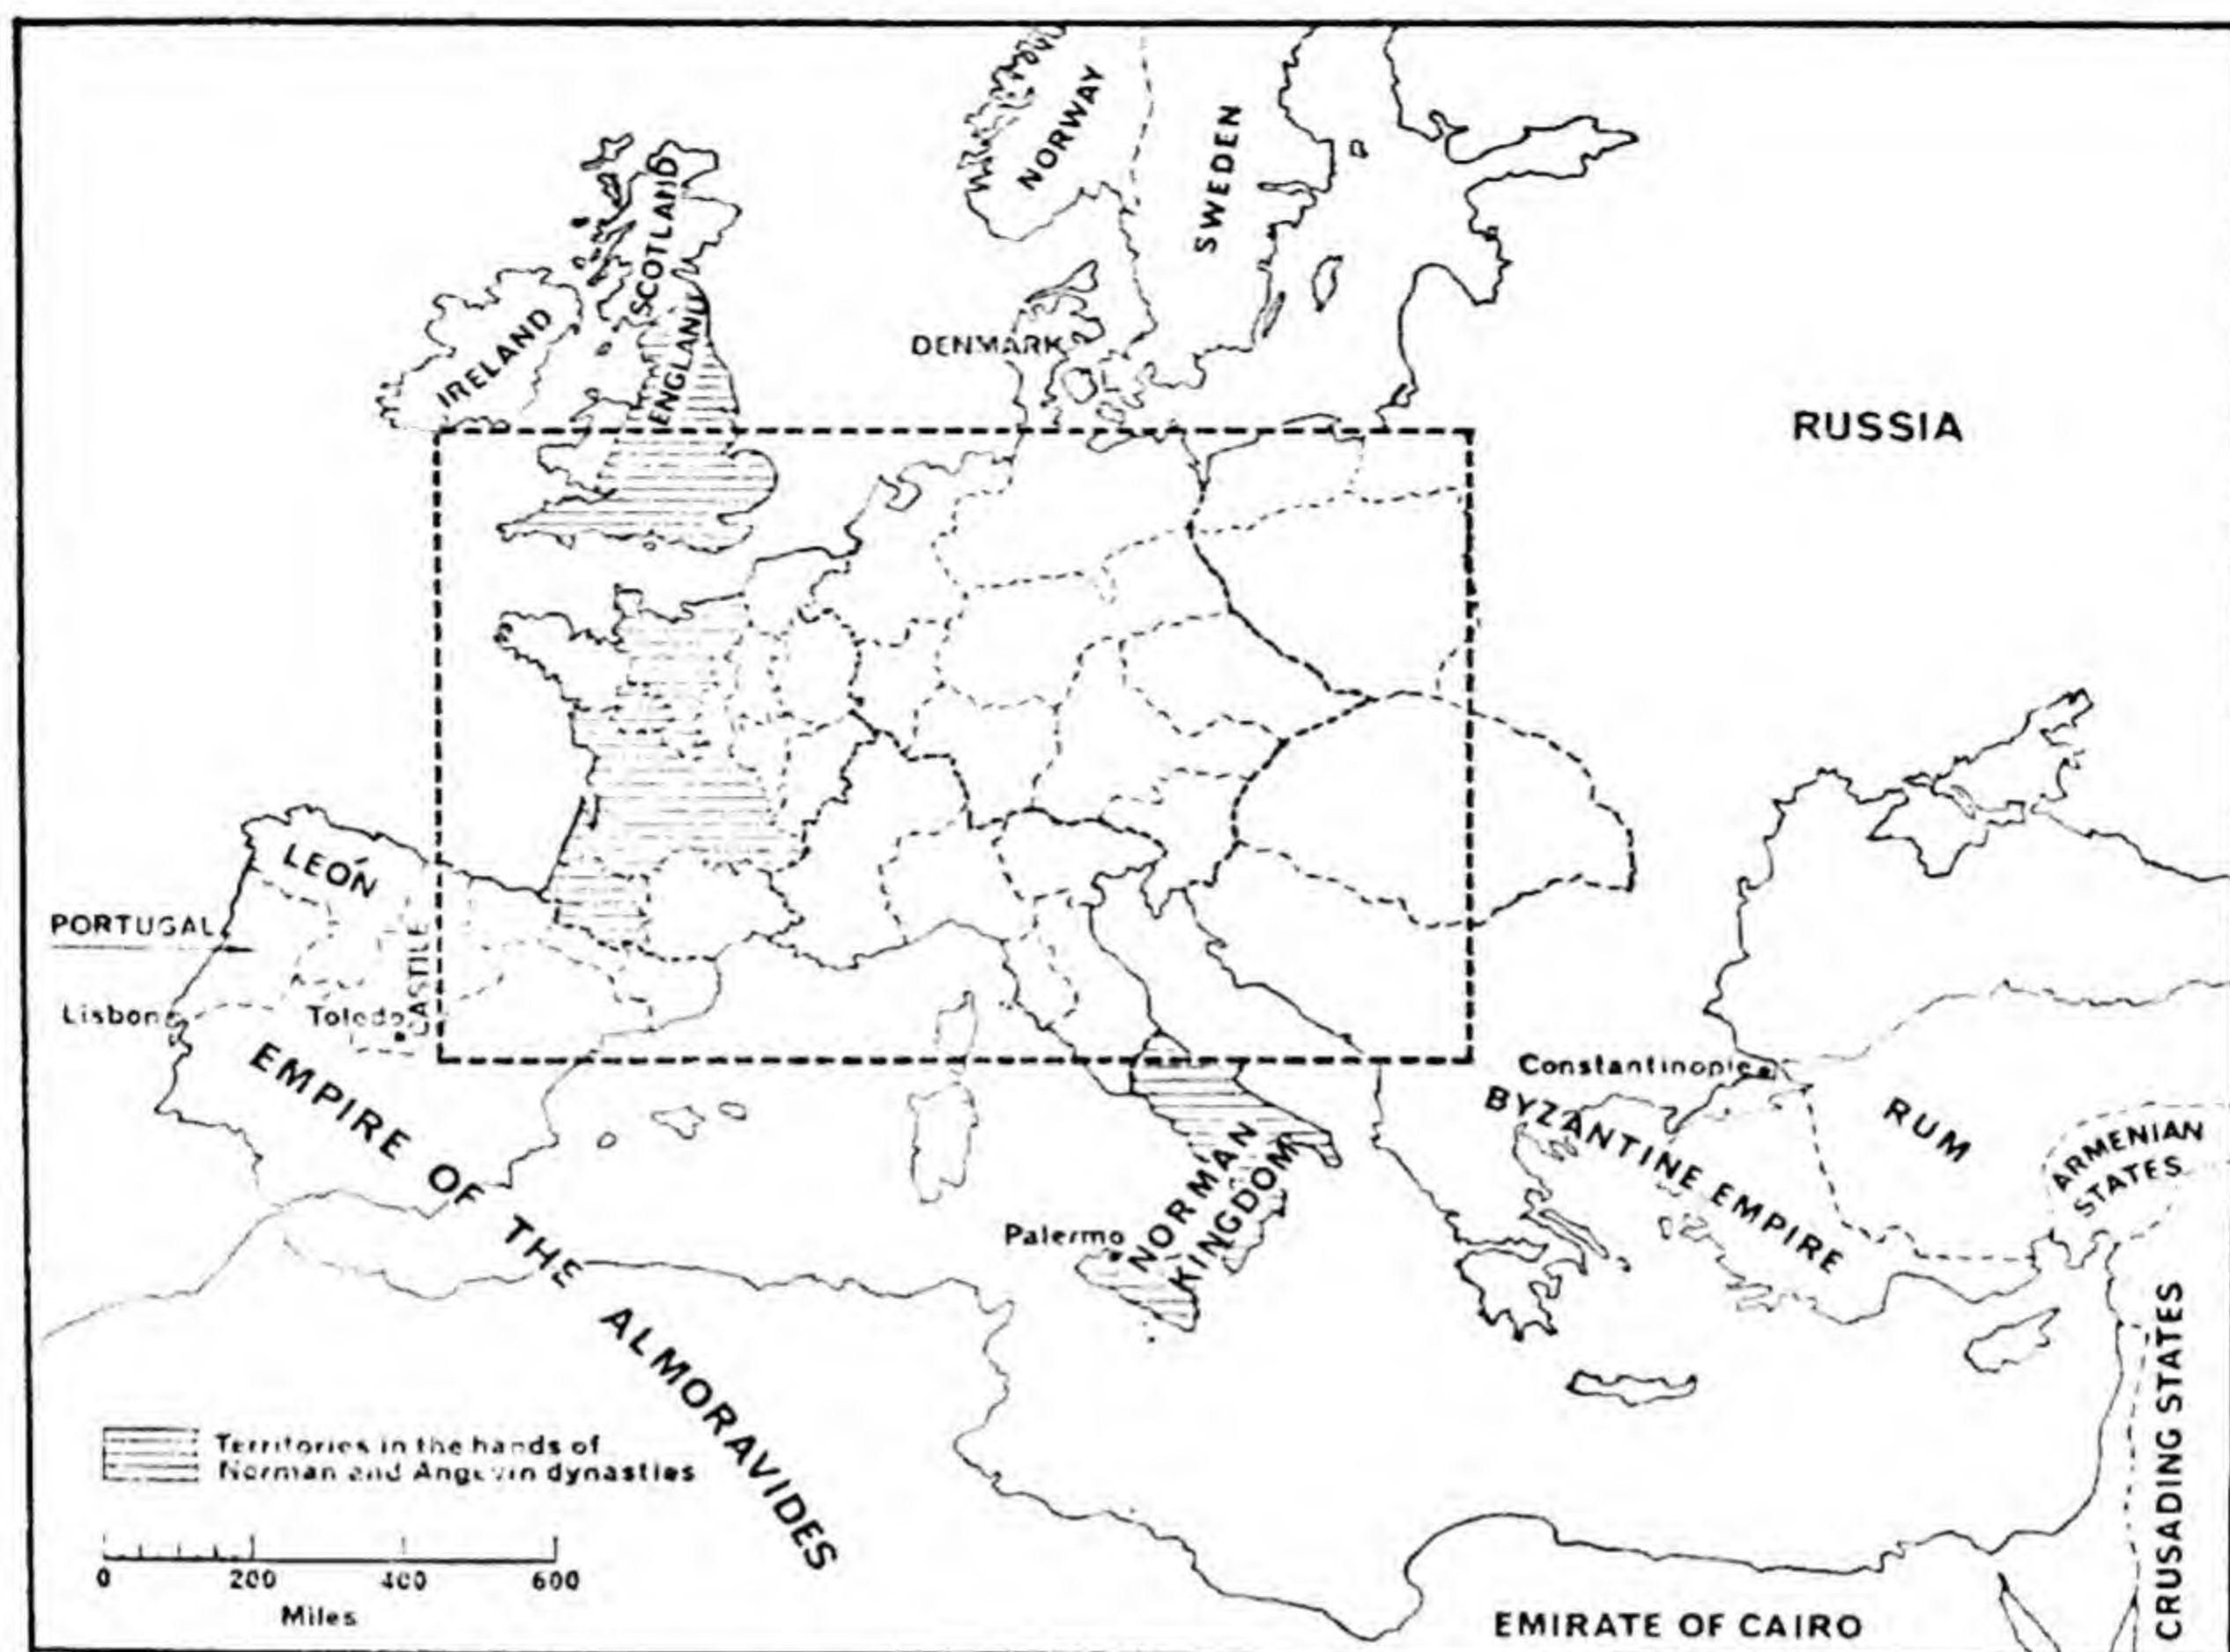 NORWAY
SWEDEN
SCOTLAND
IRELAND
ENGLAND
DENMARK
RUSSIA
LEÓN
PORTUGAL
CASTILE
Lisbon
Toledo
EMPIRE OF THE ALMORAVIDES
Constantinople
BYZANTINE EMPIRE
RUM
ARMENIAN
STATES
Palermo
NORMAN
KINGDOM
CRUSADING STATES
Territories in the hands of
Norman and Angevin dynasties
0 200 400 600
Miles
EMIRATE OF CAIRO